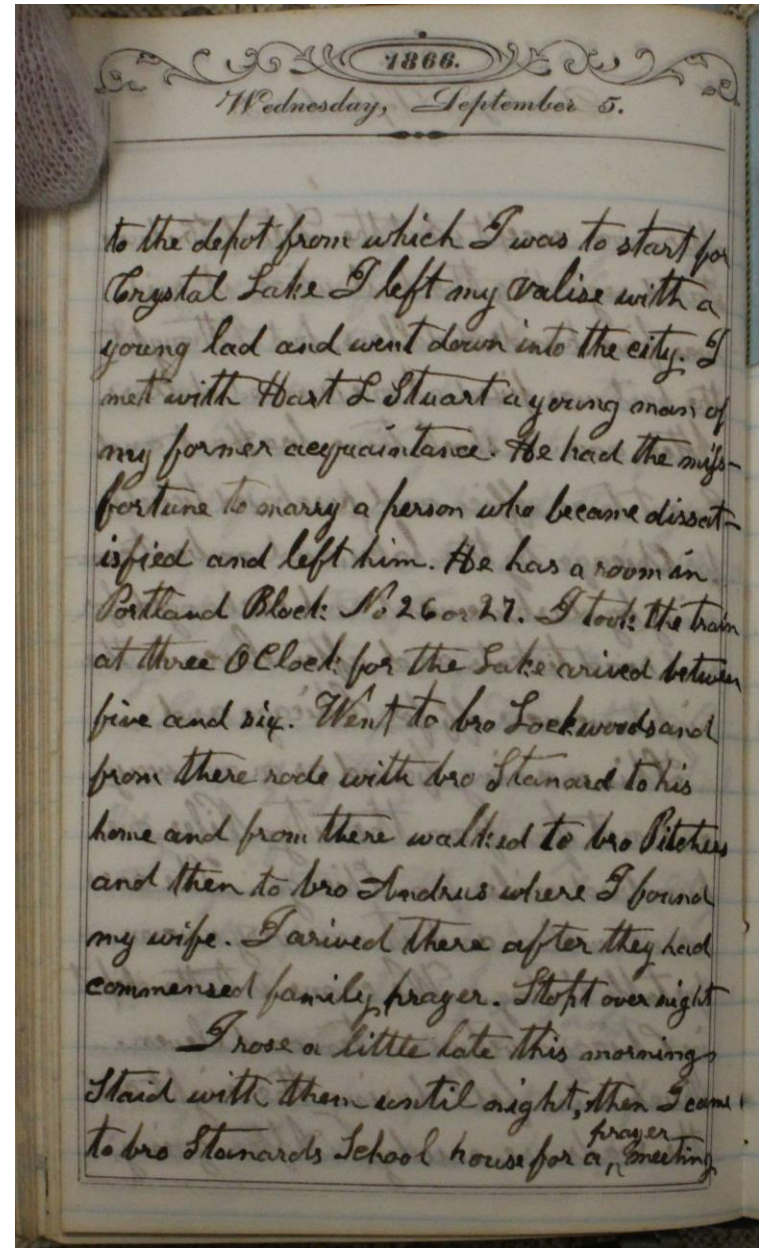 1866.
Wednesday, September 5.
to the depot from which I was to start for
Crystal Lake I left my valise with a
young lad and went down into the city. I
met with Hart L Stuart a young man of
my former acquaintance. He had the mis-
fortune to marry a person who became dissat-
isfied and left him. He has a room in
Portland Block No 26 or 27. I took the train
at three OClock for the Lake arived between
five and six. Went to bro Lockwoods and
from there rode with bro Stanard to his
home and from there walked to bro Pitchers
and then to bro Andrus where I found
my wife. I arived there after they had
commensed family prayer. Stopt over night
I rose a little late this morning
Staid with them until night, then I came
prayer
to bro Stanards School house for a ^ meeting